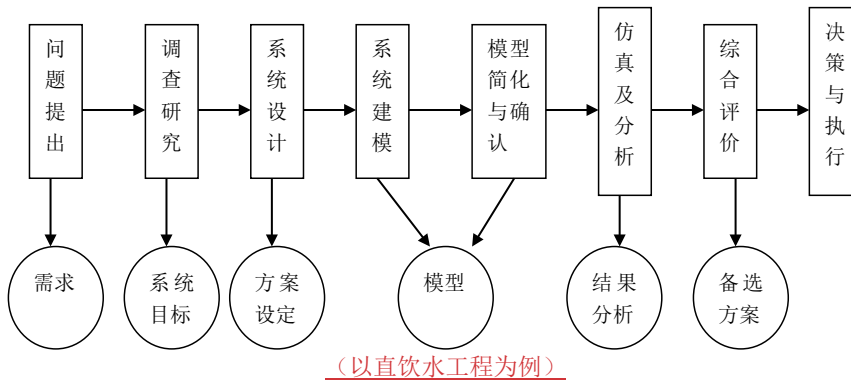 问题提出
调查研究
系统设计
系统建模
模型
简化
与确
认
仿真及分析
综合评价
决策与执行
需求
系统
目标
方案
设定
模型
结果
分析
备选
方案
（以直饮水工程为例）